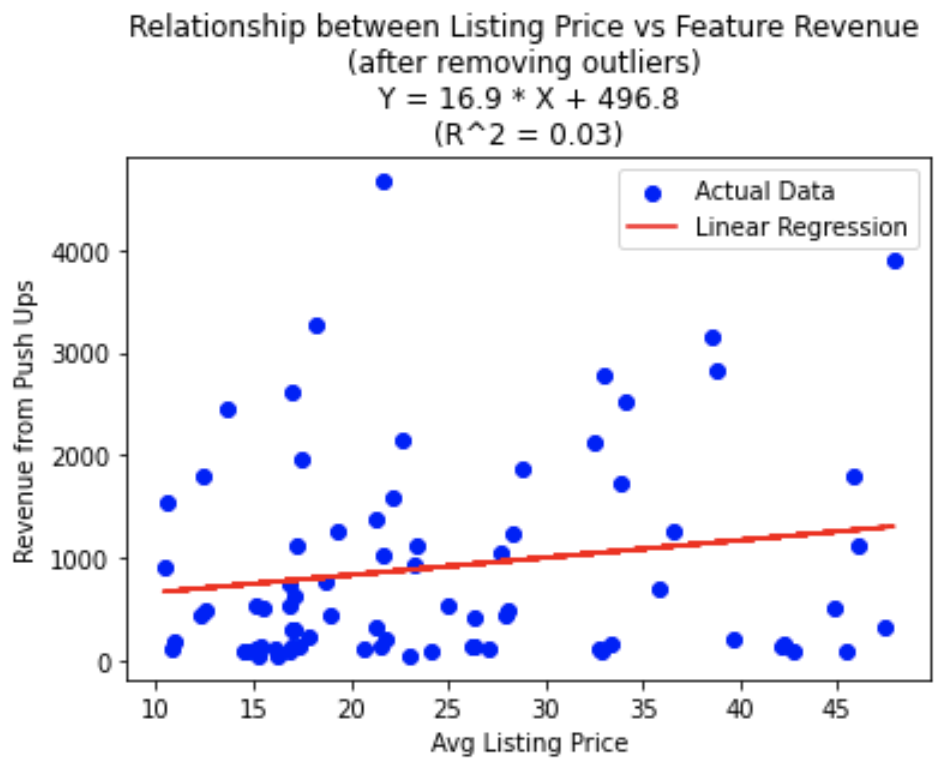 Relationship between Listing Price vs Feature Revenue
(after removing outliers)
Y = 16.9 * X + 496.8
(R^2 = 0.03)
Actual Data
Linear Regression
Revenue from Push Ups
4000
3000
2000
1000
0
10 15 20 25 30 35 40 45
Avg Listing Price